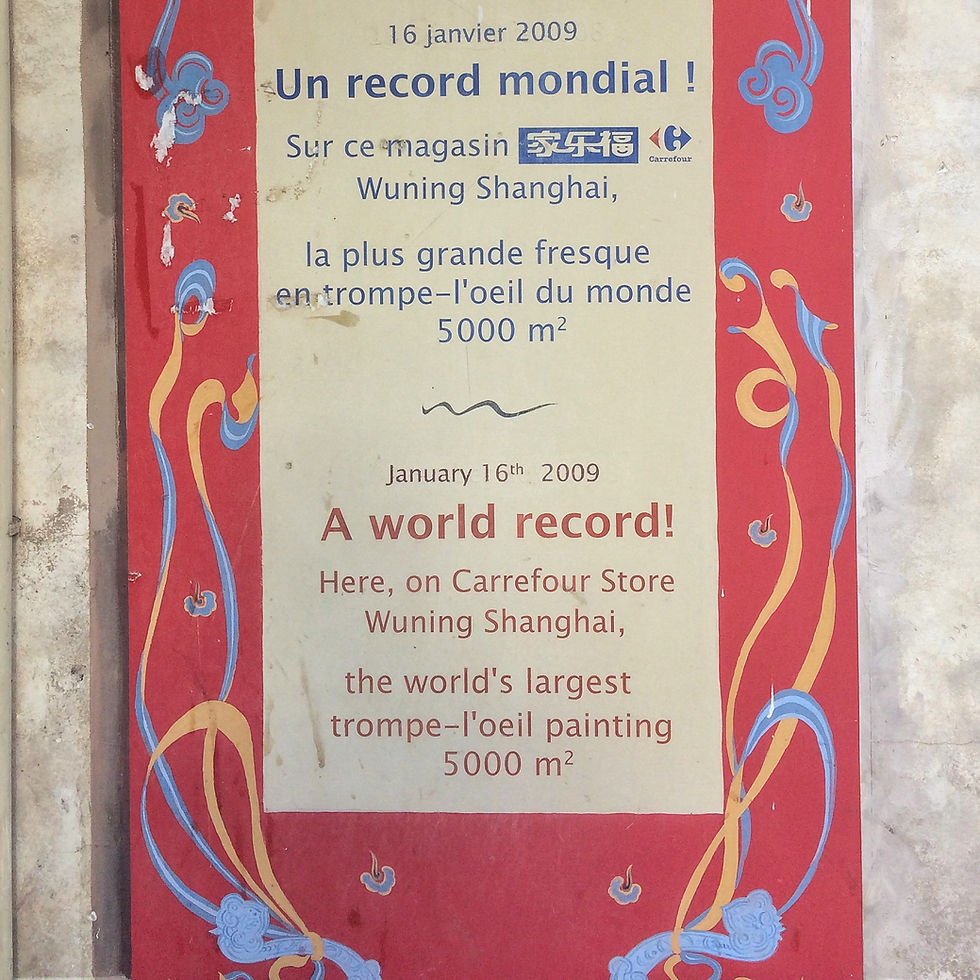 16 janvier 2009
Un record mondial !
Sur ce magasin 家乐福 Carrefour
Wuning Shanghai,
la plus grande fresque
en trompe-l'oeil du monde
5000 m²
January 16th 2009
A world record!
Here, on Carrefour Store
Wuning Shanghai,
the world's largest
trompe-l'oeil painting
5000 m²